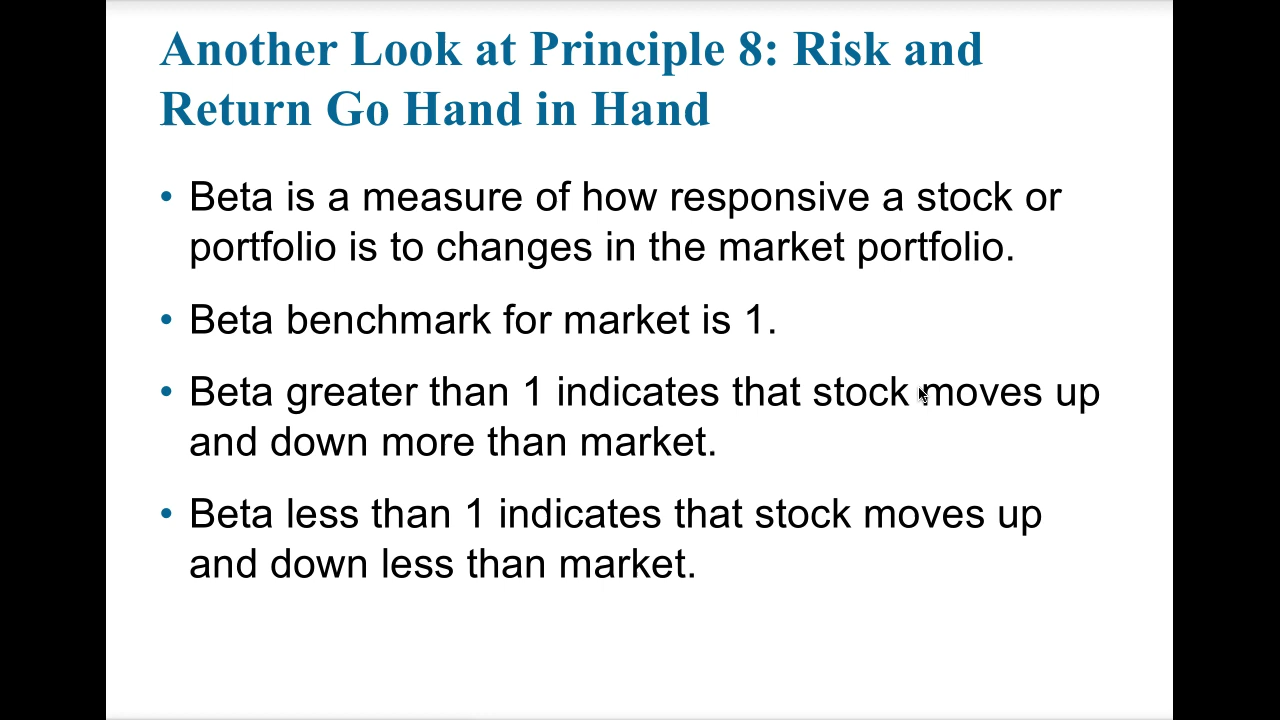 Another Look at Principle 8: Risk and
Return Go Hand in Hand
• Beta is a measure of how responsive a stock or
portfolio is to changes in the market portfolio.
• Beta benchmark for market is 1.
• Beta greater than 1 indicates that stock moves up
and down more than market.
• Beta less than 1 indicates that stock moves up
and down less than market.